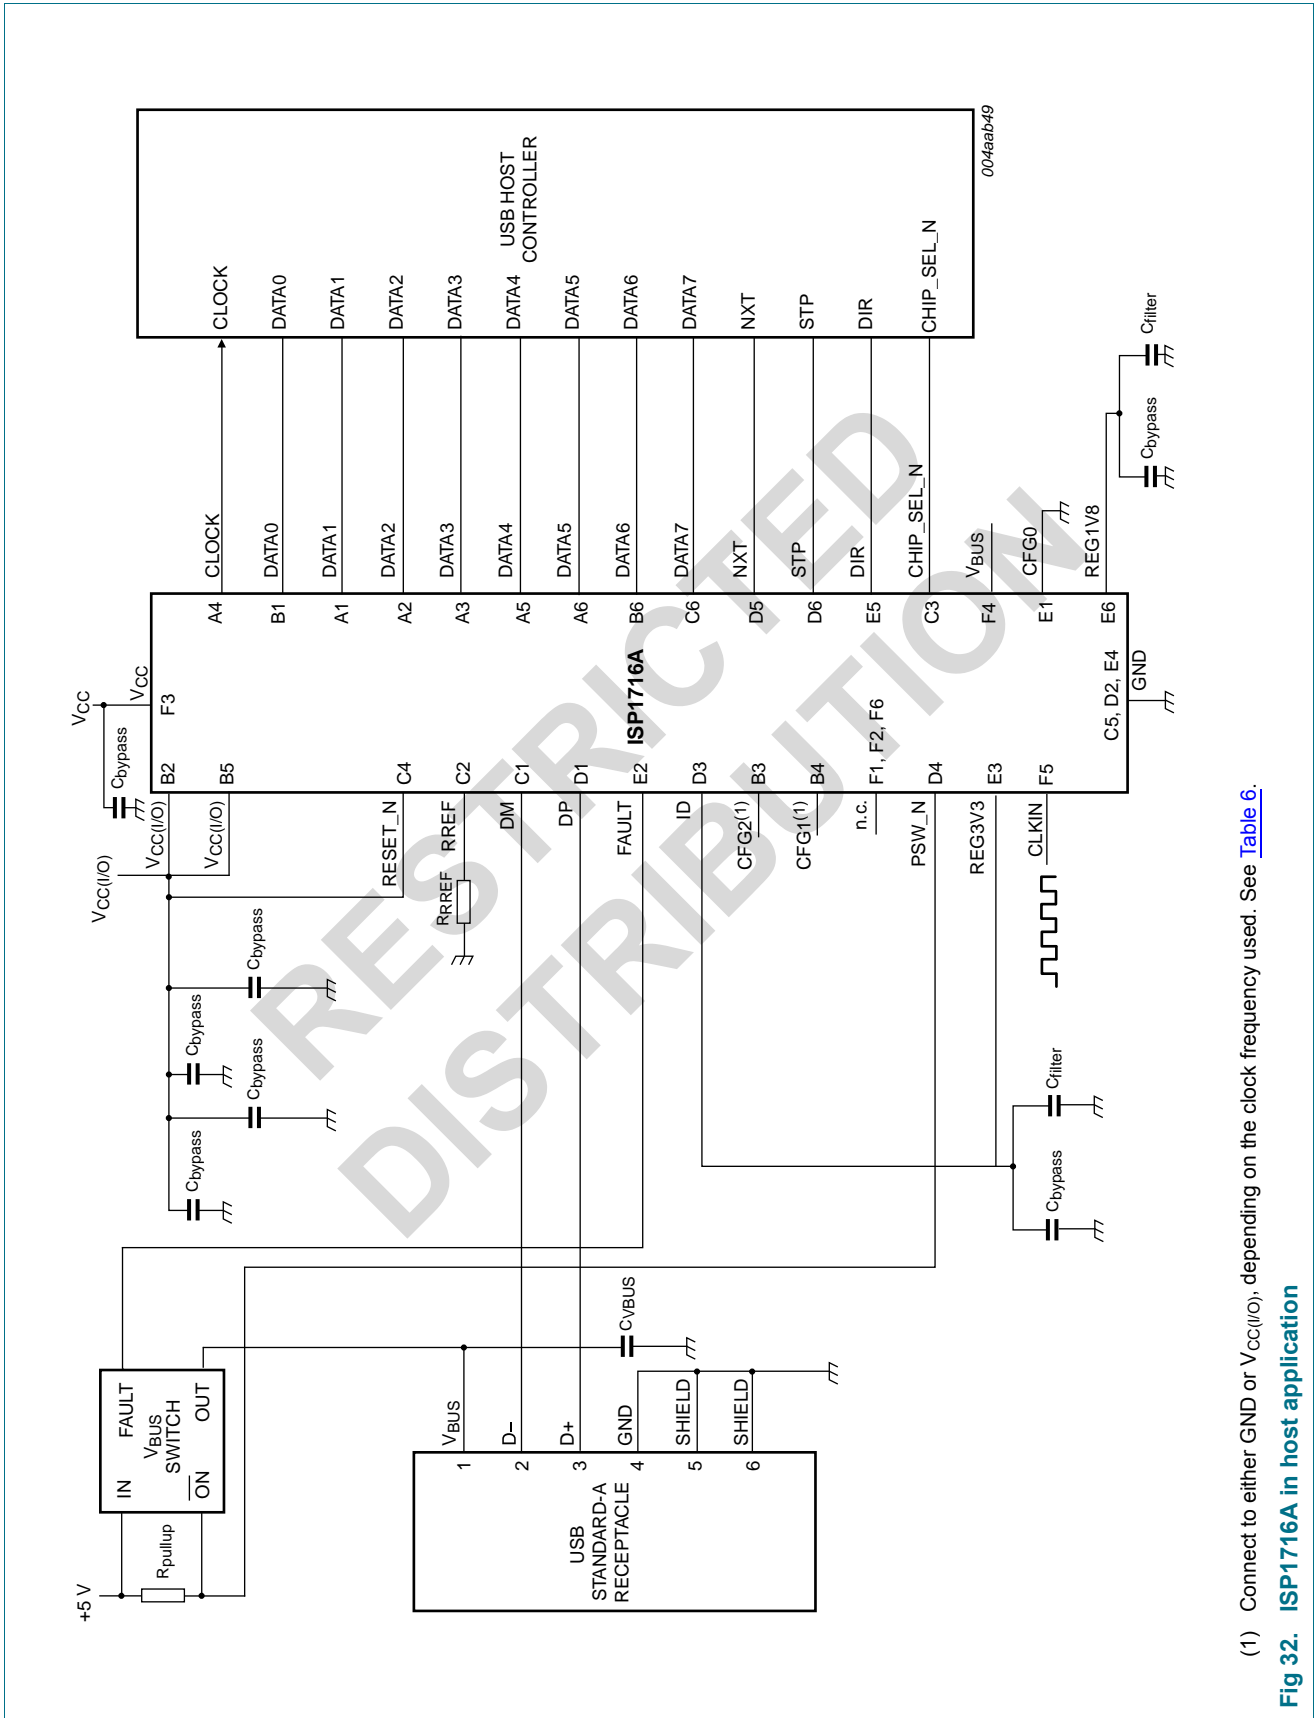 +5 V
Rpullup
IN
FAULT
VBUS
SWITCH
ON
OUT
USB
STANDARD-A
RECEPTACLE
1
VBUS
2
D−
3
D+
4
GND
5
SHIELD
6
SHIELD
CVBUS
Cbypass
Cbypass
Cbypass
Cbypass
VCC(I/O)
Cbypass
VCC
VCC
F3
VCC(I/O)
B2
VCC(I/O)
B5
RESET_N
C4
RRREF
RREF
C2
DM
C1
DP
D1
FAULT
E2
ID
D3
CFG2(1)
B3
CFG1(1)
B4
n.c.
F1, F2, F6
PSW_N
D4
REG3V3
E3
CLKIN
F5
Cbypass
Cfilter
ISP1716A
C5, D2, E4
GND
A4
CLOCK
CLOCK
B1
DATA0
DATA0
A1
DATA1
DATA1
A2
DATA2
DATA2
A3
DATA3
DATA3
A5
DATA4
DATA4
A6
DATA5
DATA5
B6
DATA6
DATA6
C6
DATA7
DATA7
D5
NXT
NXT
D6
STP
STP
E5
DIR
DIR
C3
CHIP_SEL_N
CHIP_SEL_N
F4
VBUS
E1
CFG0
E6
REG1V8
Cbypass
Cfilter
USB HOST
CONTROLLER
004aab49
RESTRICTED
DISTRIBUTION
(1) Connect to either GND or VCC(I/O), depending on the clock frequency used. See Table 6.
Fig 32. ISP1716A in host application